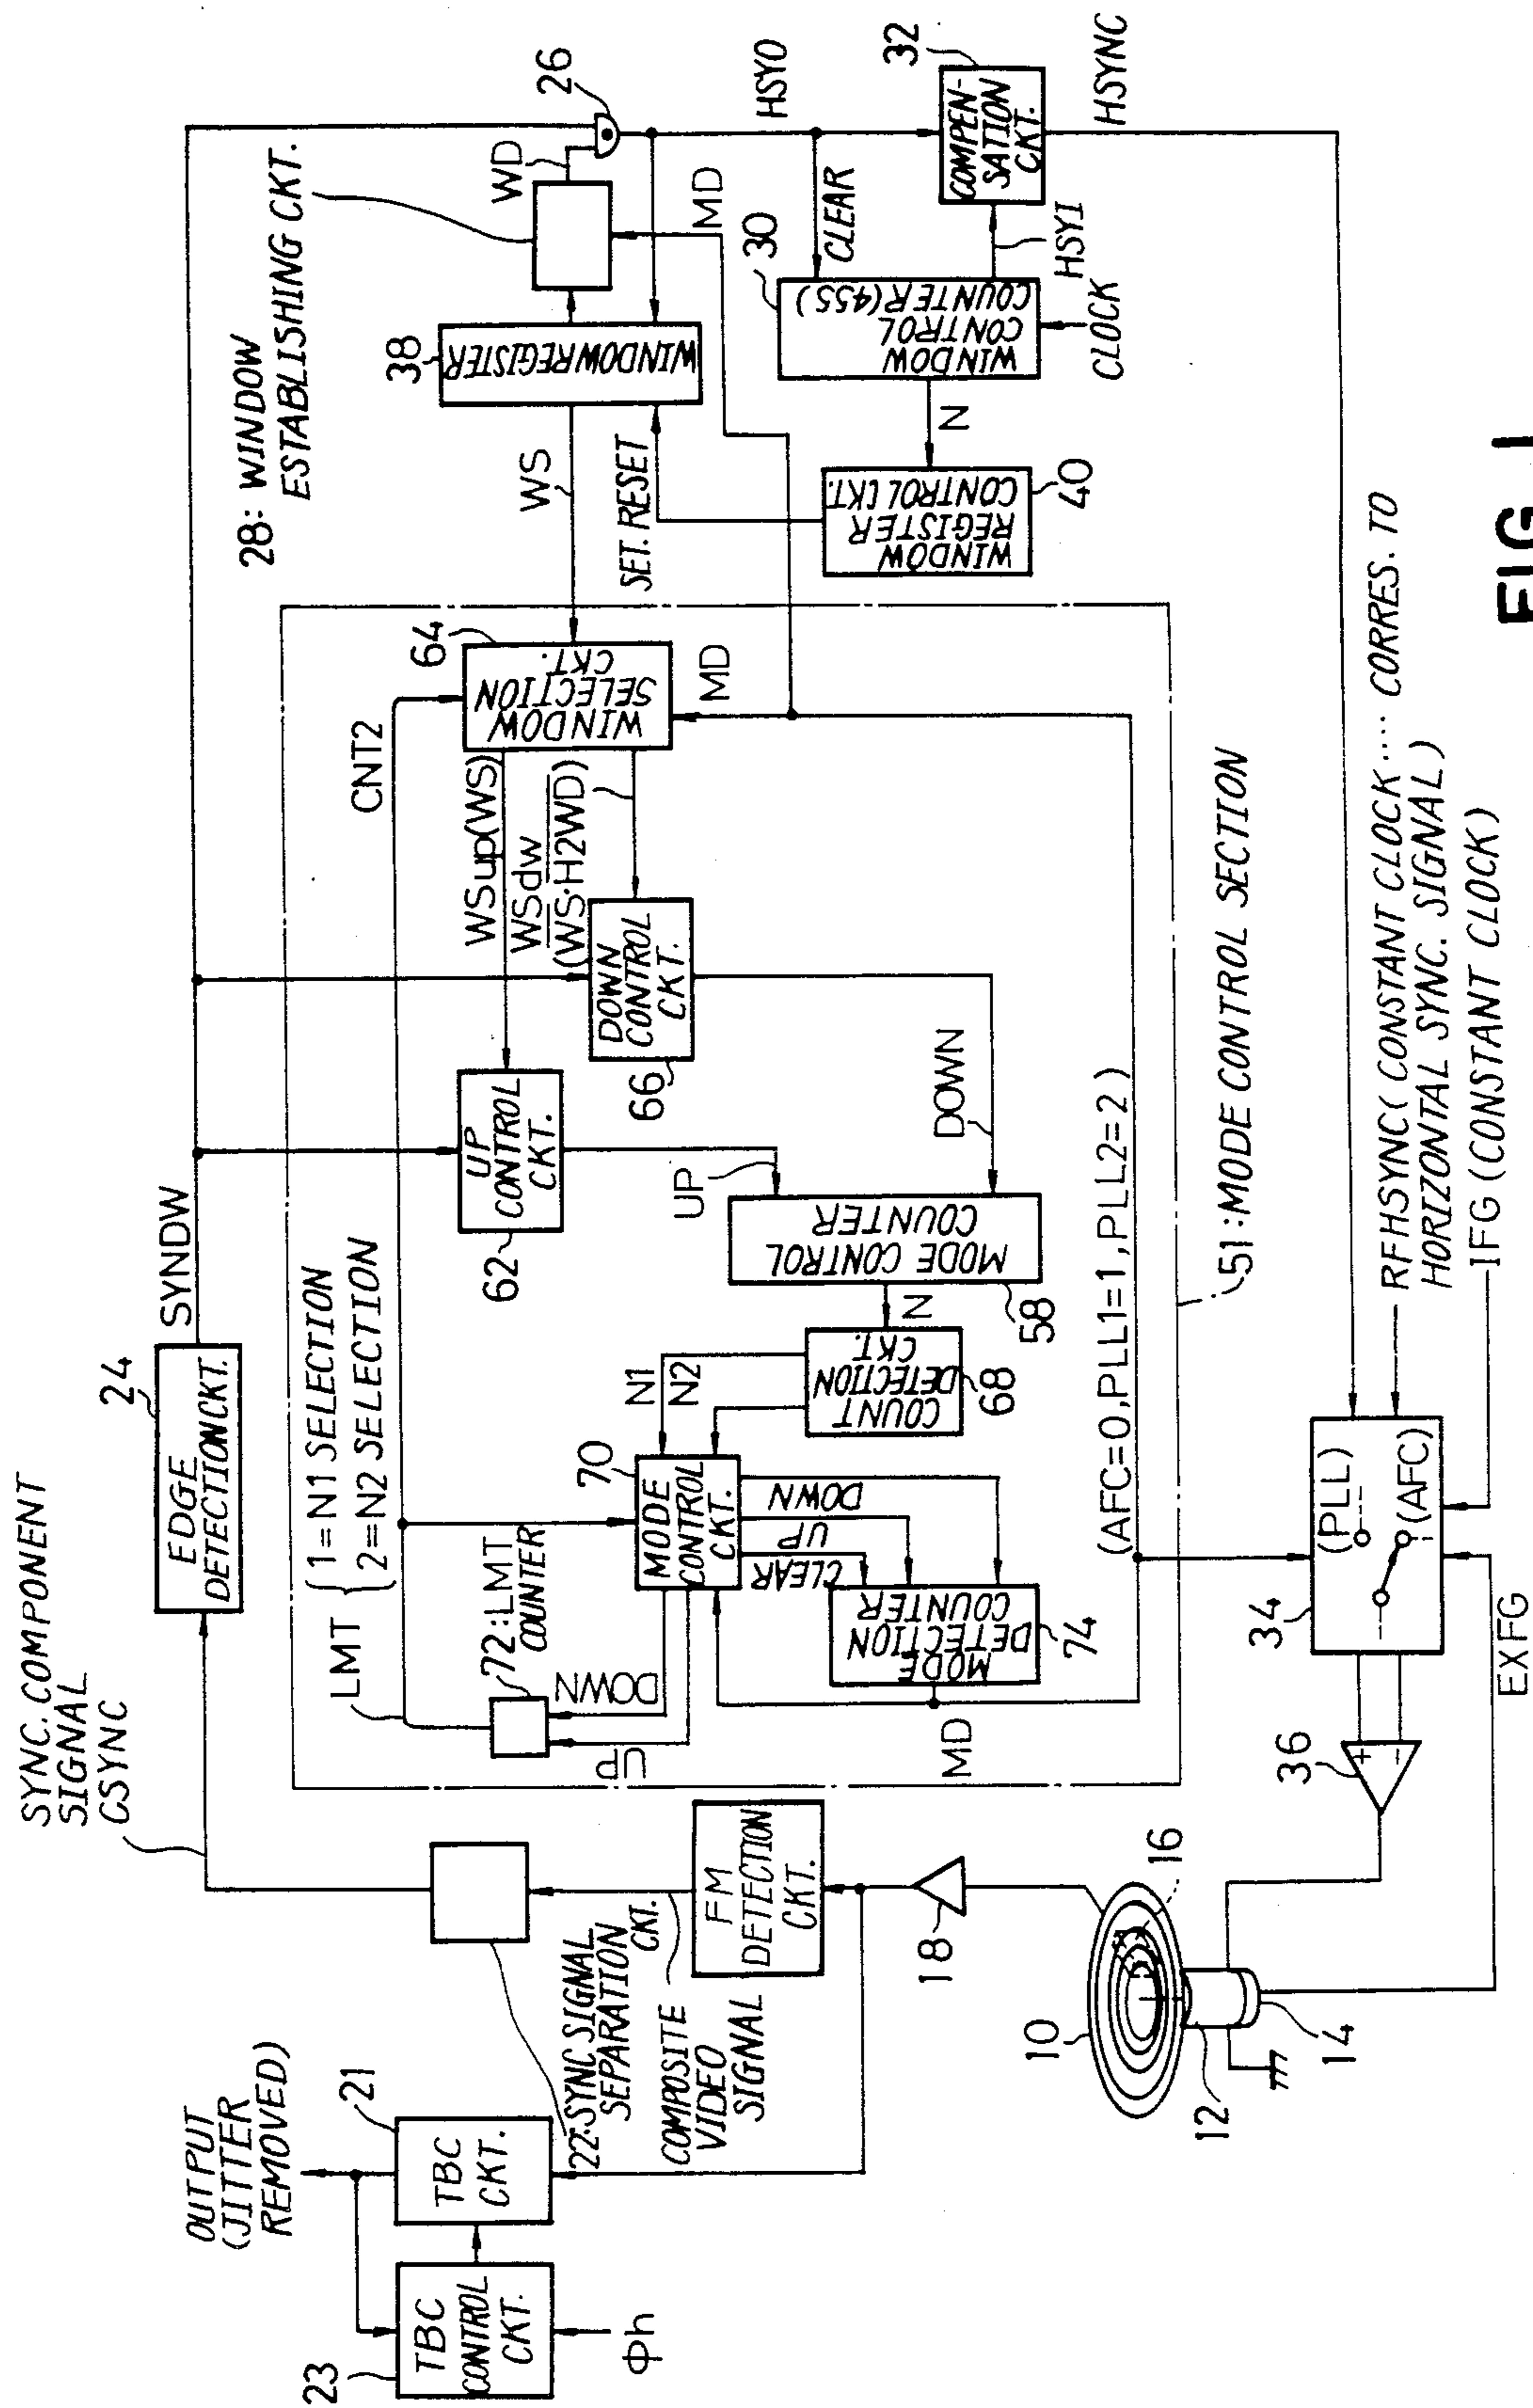 OUTPUT
(JITTER
REMOVED)
21
TBC
CKT.
23
TBC
CONTROL
CKT.
Φh
SYNC. COMPONENT
SIGNAL
CSYNC
22:SYNC SIGNAL
SEPARATION
CKT.
COMPOSITE
VIDEO
SIGNAL
FM
DETECTION
CKT.
18
10
16
12
14
24
EDGE
DETECTION CKT.
SYNDW
LMT
{1=N1 SELECTION
{2=N2 SELECTION
72:LMT
COUNTER
UP
DOWN
70
MODE
CONTROL
CKT.
CLEAR
UP
DOWN
MODE
DETECTION
COUNTER
74
MD
N1
N2
COUNT
DETECTION
CKT.
68
N
MODE CONTROL
COUNTER
58
UP
DOWN
62
UP
CONTROL
CKT.
66
DOWN
CONTROL
CKT.
CNT2
WSup(WS)
WSdw
(WS·H2WD)
64
WINDOW
SELECTION
CKT.
MD
(AFC=0,PLL1=1,PLL2=2)
51:MODE CONTROL SECTION
28: WINDOW
ESTABLISHING CKT.
WS
SET. RESET
38
WINDOW REGISTER
WD
26
MD
HSYO
CLEAR
30
WINDOW
CONTROL
COUNTER(455)
CLOCK
HSYI
N
WINDOW
REGISTER
CONTROL CKT.
40
32
COMPEN-
SATION
CKT.
HSYNC
34
(PLL)
(AFC)
36
+
−
EXFG
RFHSYNC(CONSTANT CLOCK.... CORRES. TO
HORIZONTAL SYNC. SIGNAL)
IFG (CONSTANT CLOCK)
FIG. 1